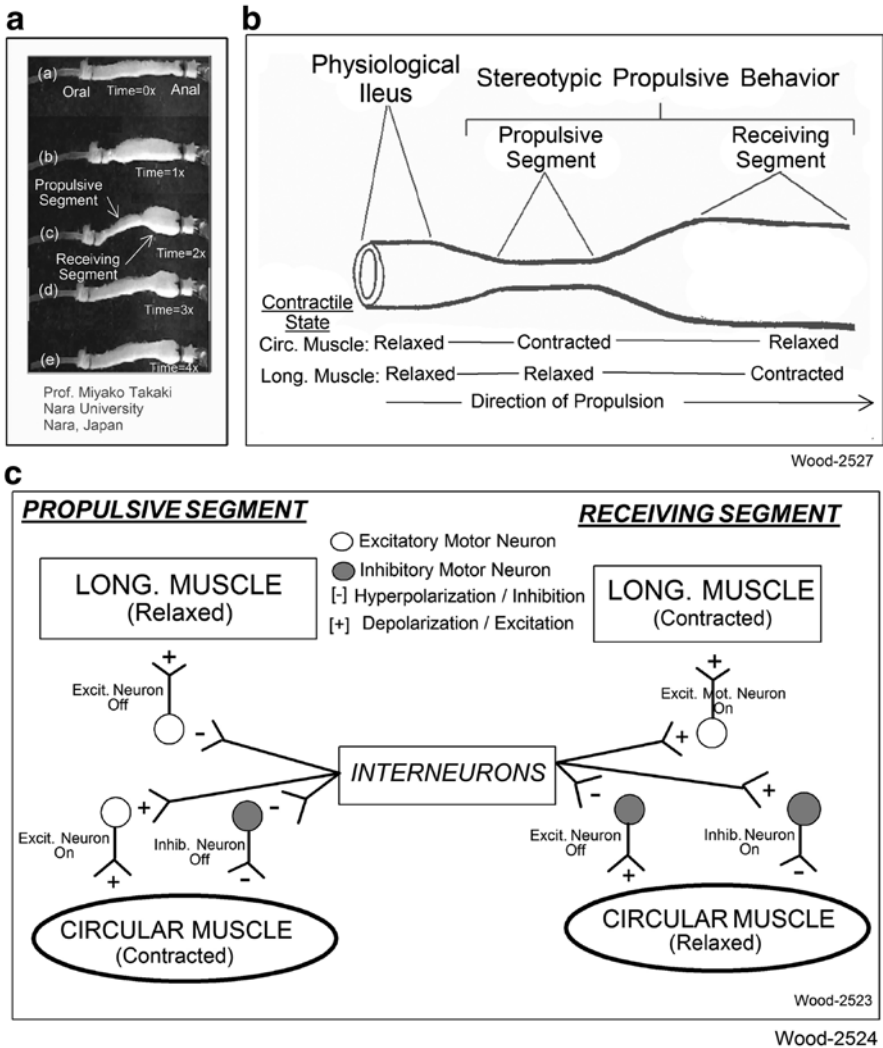 a
(a)
Oral
Time=0x
Anal
(b)
Time=1x
Propulsive
Segment
(c)
Time=2x
Receiving
Segment
(d)
Time=3x
(e)
Time=4x
Prof. Miyako Takaki
Nara University
Nara, Japan
b
Physiological
Ileus
Stereotypic Propulsive Behavior
Propulsive
Segment
Receiving
Segment
Contractile
State
Circ. Muscle: Relaxed Contracted Relaxed
Long. Muscle: Relaxed Relaxed Contracted
Direction of Propulsion
Wood-2527
c
PROPULSIVE SEGMENT
RECEIVING SEGMENT
Excitatory Motor Neuron
Inhibitory Motor Neuron
[-] Hyperpolarization / Inhibition
[+] Depolarization / Excitation
LONG. MUSCLE
(Relaxed)
LONG. MUSCLE
(Contracted)
+
Excit. Neuron
Off
-
+
Excit. Mot. Neuron
On
+
INTERNEURONS
+
-
Excit. Neuron
On
Inhib. Neuron
Off
+
-
-
+
Excit. Neuron
Off
Inhib. Neuron
On
+
-
CIRCULAR MUSCLE
(Contracted)
CIRCULAR MUSCLE
(Relaxed)
Wood-2523
Wood-2524